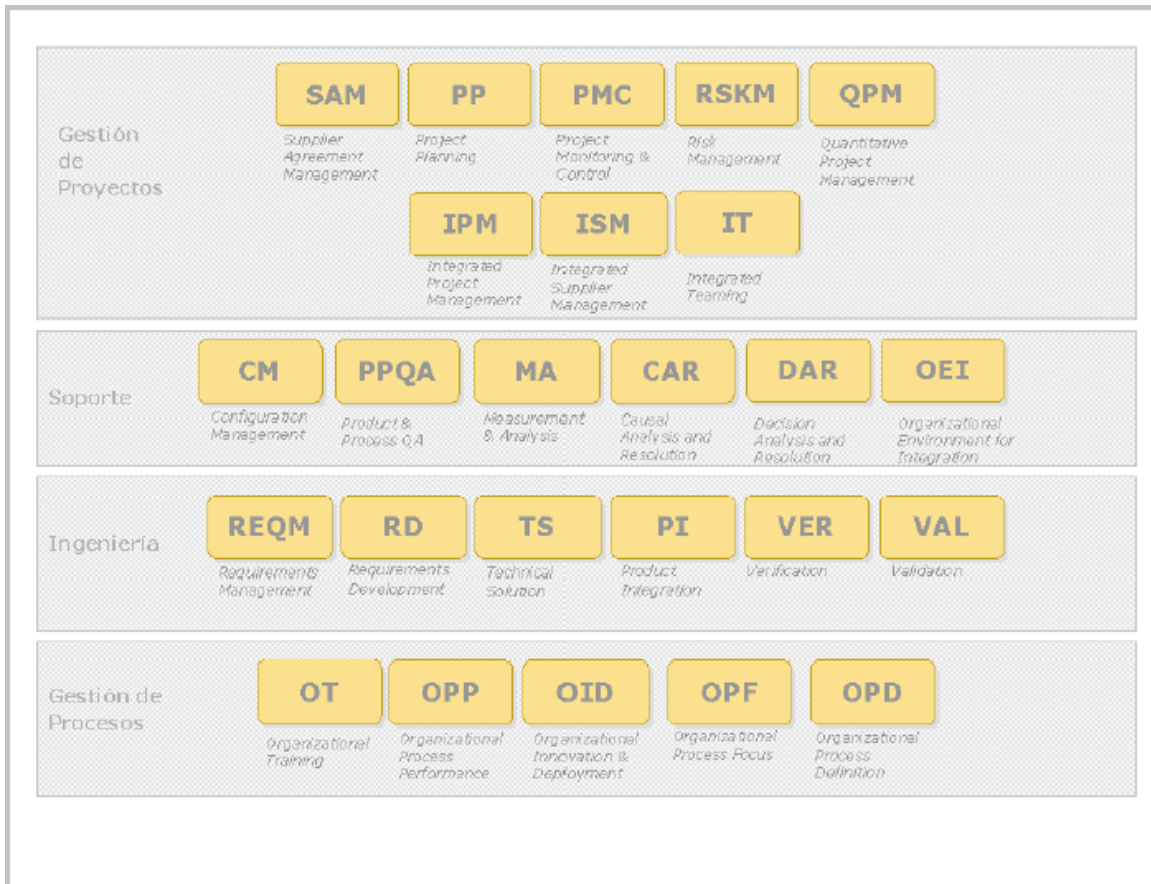 Gestión
de
Proyectos
SAM
PP
PMC
RSKM
QPM
Supplier
Agreement
Management
Project
Planning
Project
Monitoring &
Control
Risk
Management
Quantitative
Project
Management
IPM
ISM
IT
Integrated
Project
Management
Integrated
Supplier
Management
Integrated
Teaming
Soporte
CM
PPQA
MA
CAR
DAR
OEI
Configuration
Management
Product &
Process QA
Measurement
& Analysis
Causal
Analysis and
Resolution
Decision
Analysis and
Resolution
Organizational
Environment for
Integration
Ingeniería
REQM
RD
TS
PI
VER
VAL
Requirements
Management
Requirements
Development
Technical
Solution
Product
Integration
Verification
Validation
Gestión de
Procesos
OT
OPP
OID
OPF
OPD
Organizational
Training
Organizational
Process
Performance
Organizational
Innovation &
Deployment
Organizational
Process Focus
Organizational
Process
Definition